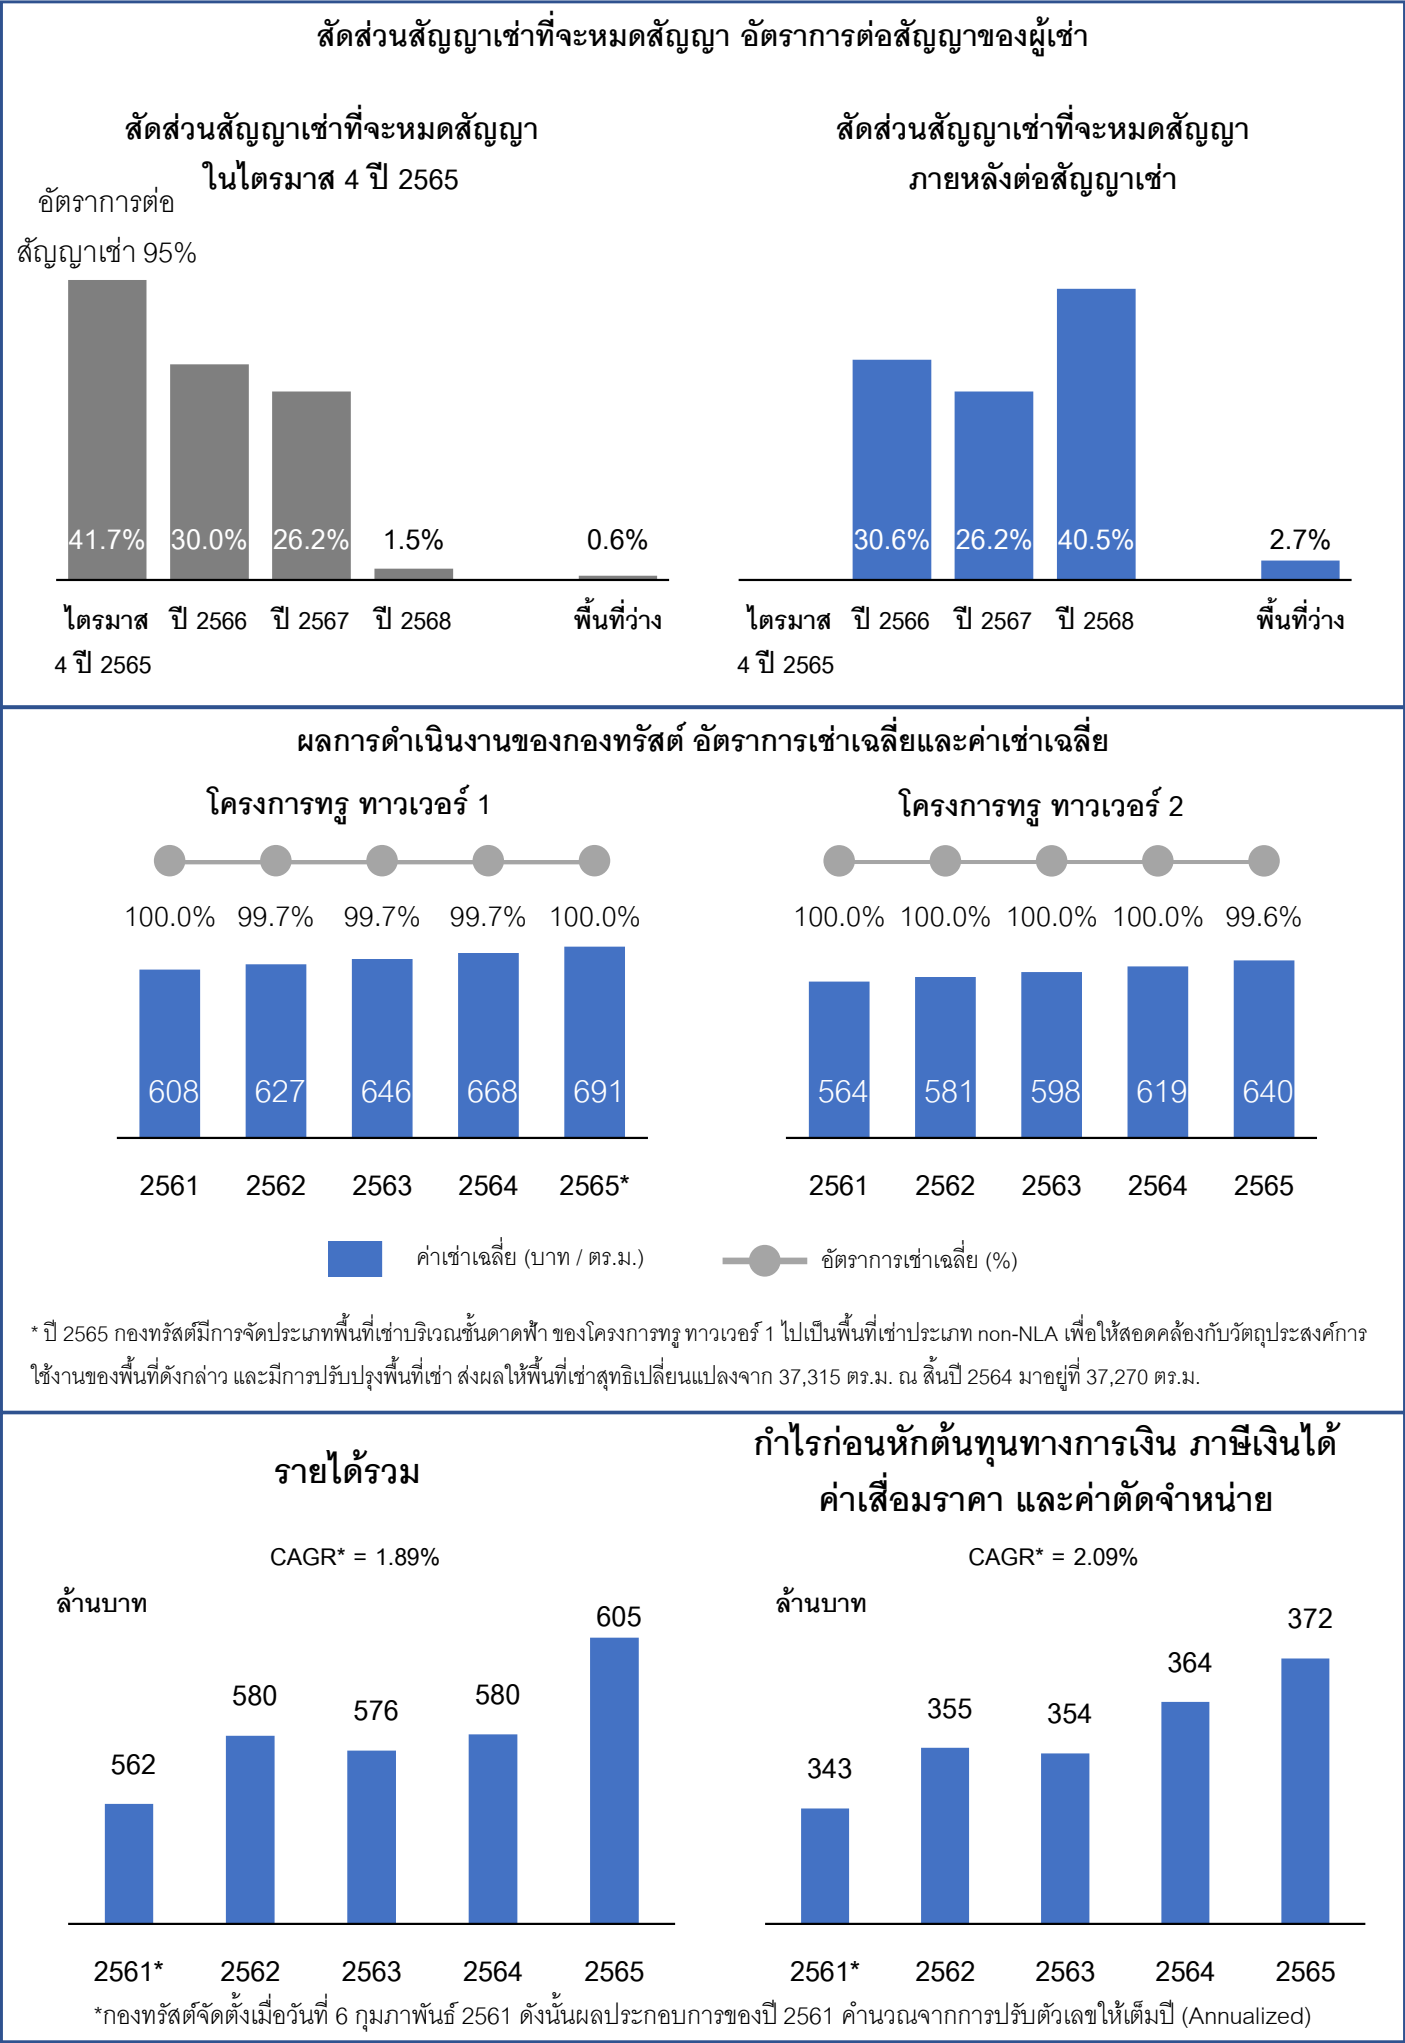 สัดส่วนสัญญาเช่าที่จะหมดสัญญา อัตราการต่อสัญญาของผู้เช่า
สัดส่วนสัญญาเช่าที่จะหมดสัญญา
ในไตรมาส 4 ปี 2565
อัตราการต่อ
สัญญาเช่า 95%
41.7% 30.0% 26.2% 1.5% 0.6%
ไตรมาส ปี 2566 ปี 2567 ปี 2568 พื้นที่ว่าง
4 ปี 2565
สัดส่วนสัญญาเช่าที่จะหมดสัญญา
ภายหลังต่อสัญญาเช่า
30.6% 26.2% 40.5% 2.7%
ไตรมาส ปี 2566 ปี 2567 ปี 2568 พื้นที่ว่าง
4 ปี 2565
ผลการดำเนินงานของกองทรัสต์ อัตราการเช่าเฉลี่ยและค่าเช่าเฉลี่ย
โครงการทรู ทาวเวอร์ 1
100.0% 99.7% 99.7% 99.7% 100.0%
608 627 646 668 691
2561 2562 2563 2564 2565*
โครงการทรู ทาวเวอร์ 2
100.0% 100.0% 100.0% 100.0% 99.6%
564 581 598 619 640
2561 2562 2563 2564 2565
ค่าเช่าเฉลี่ย (บาท / ตร.ม.) อัตราการเช่าเฉลี่ย (%)
* ปี 2565 กองทรัสต์มีการจัดประเภทพื้นที่เช่าบริเวณชั้นดาดฟ้า ของโครงการทรู ทาวเวอร์ 1 ไปเป็นพื้นที่เช่าประเภท non-NLA เพื่อให้สอดคล้องกับวัตถุประสงค์การ
ใช้งานของพื้นที่ดังกล่าว และมีการปรับปรุงพื้นที่เช่า ส่งผลให้พื้นที่เช่าสุทธิเปลี่ยนแปลงจาก 37,315 ตร.ม. ณ สิ้นปี 2564 มาอยู่ที่ 37,270 ตร.ม.
รายได้รวม
CAGR* = 1.89%
ล้านบาท
562 580 576 580 605
2561* 2562 2563 2564 2565
กำไรก่อนหักต้นทุนทางการเงิน ภาษีเงินได้
ค่าเสื่อมราคา และค่าตัดจำหน่าย
CAGR* = 2.09%
ล้านบาท
343 355 354 364 372
2561* 2562 2563 2564 2565
*กองทรัสต์จัดตั้งเมื่อวันที่ 6 กุมภาพันธ์ 2561 ดังนั้นผลประกอบการของปี 2561 คำนวณจากการปรับตัวเลขให้เต็มปี (Annualized)